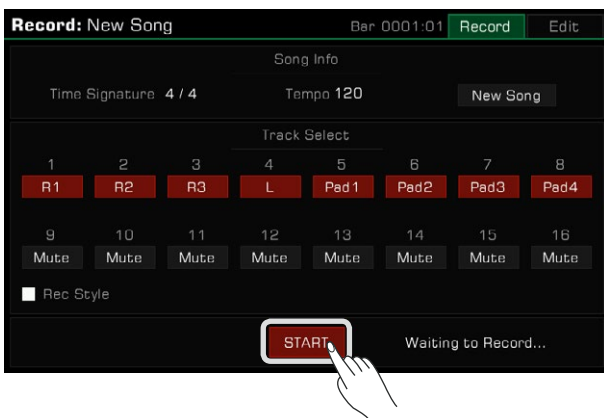 Record: New Song Bar 0001:01 Record Edit
Song Info
Time Signature 4 / 4 Tempo 120 New Song
Track Select
1 2 3 4 5 6 7 8
R1 R2 R3 L Pad1 Pad2 Pad3 Pad4
9 10 11 12 13 14 15 16
Mute Mute Mute Mute Mute Mute Mute Mute
Rec Style
START Waiting to Record...